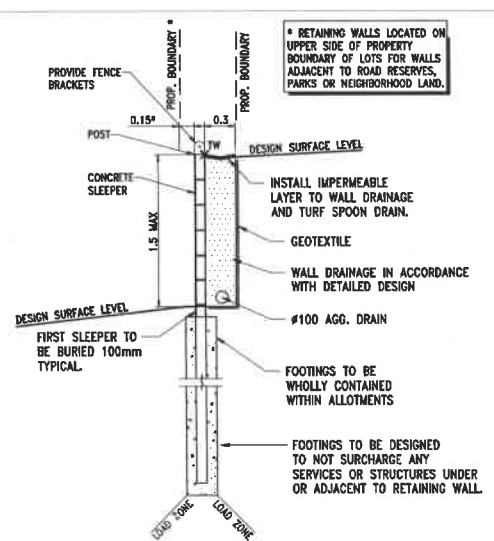 PROP. BOUNDARY *
PROP. BOUNDARY
* RETAINING WALLS LOCATED ON
UPPER SIDE OF PROPERTY
BOUNDARY OF LOTS FOR WALLS
ADJACENT TO ROAD RESERVES,
PARKS OR NEIGHBORHOOD LAND.
PROVIDE FENCE
BRACKETS
0.15*
0.3
POST
TW
DESIGN SURFACE LEVEL
CONCRETE
SLEEPER
1.5 MAX
INSTALL IMPERMEABLE
LAYER TO WALL DRAINAGE
AND TURF SPOON DRAIN.
GEOTEXTILE
WALL DRAINAGE IN ACCORDANCE
WITH DETAILED DESIGN
DESIGN SURFACE LEVEL
ø100 AGG. DRAIN
FIRST SLEEPER TO
BE BURIED 100mm
TYPICAL.
FOOTINGS TO BE
WHOLLY CONTAINED
WITHIN ALLOTMENTS
FOOTINGS TO BE DESIGNED
TO NOT SURCHARGE ANY
SERVICES OR STRUCTURES UNDER
OR ADJACENT TO RETAINING WALL.
LOAD ZONE
LOAD ZONE